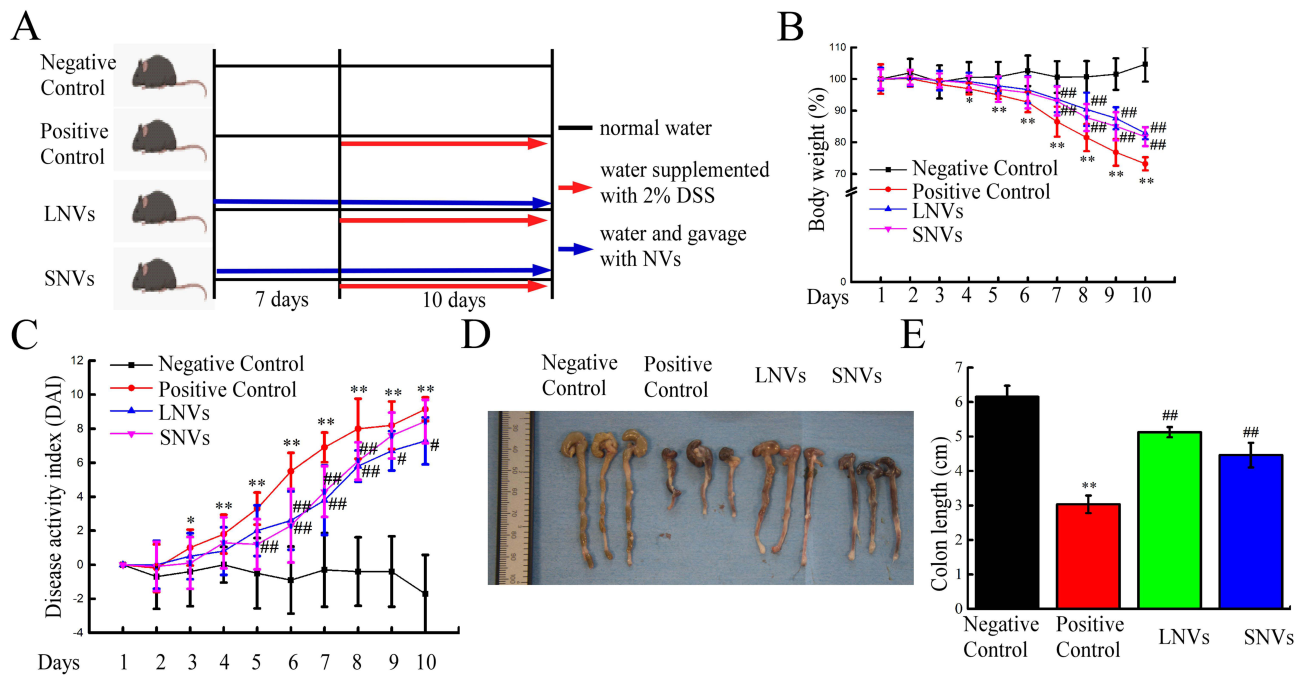 A
Negative
Control
Positive
Control
LNVs
SNVs
7 days
10 days
normal water
water supplemented
with 2% DSS
water and gavage
with NVs
B
Body weight (%)
110
100
90
80
70
0
Negative Control
Positive Control
LNVs
SNVs
* ** ** ** ** ** **
## ## ## ##
## ## ## ##
Days 1 2 3 4 5 6 7 8 9 10
C
Disease activity index (DAI)
12
10
8
6
4
2
0
-2
-4
Negative Control
Positive Control
LNVs
SNVs
* ** ** ** ** ** ** **
## ## ## ## # #
## ## ##
Days 1 2 3 4 5 6 7 8 9 10
D
Negative
Control
Positive
Control
LNVs
SNVs
E
Colon length (cm)
7
6
5
4
3
2
1
0
**
##
##
Negative
Control
Positive
Control
LNVs
SNVs